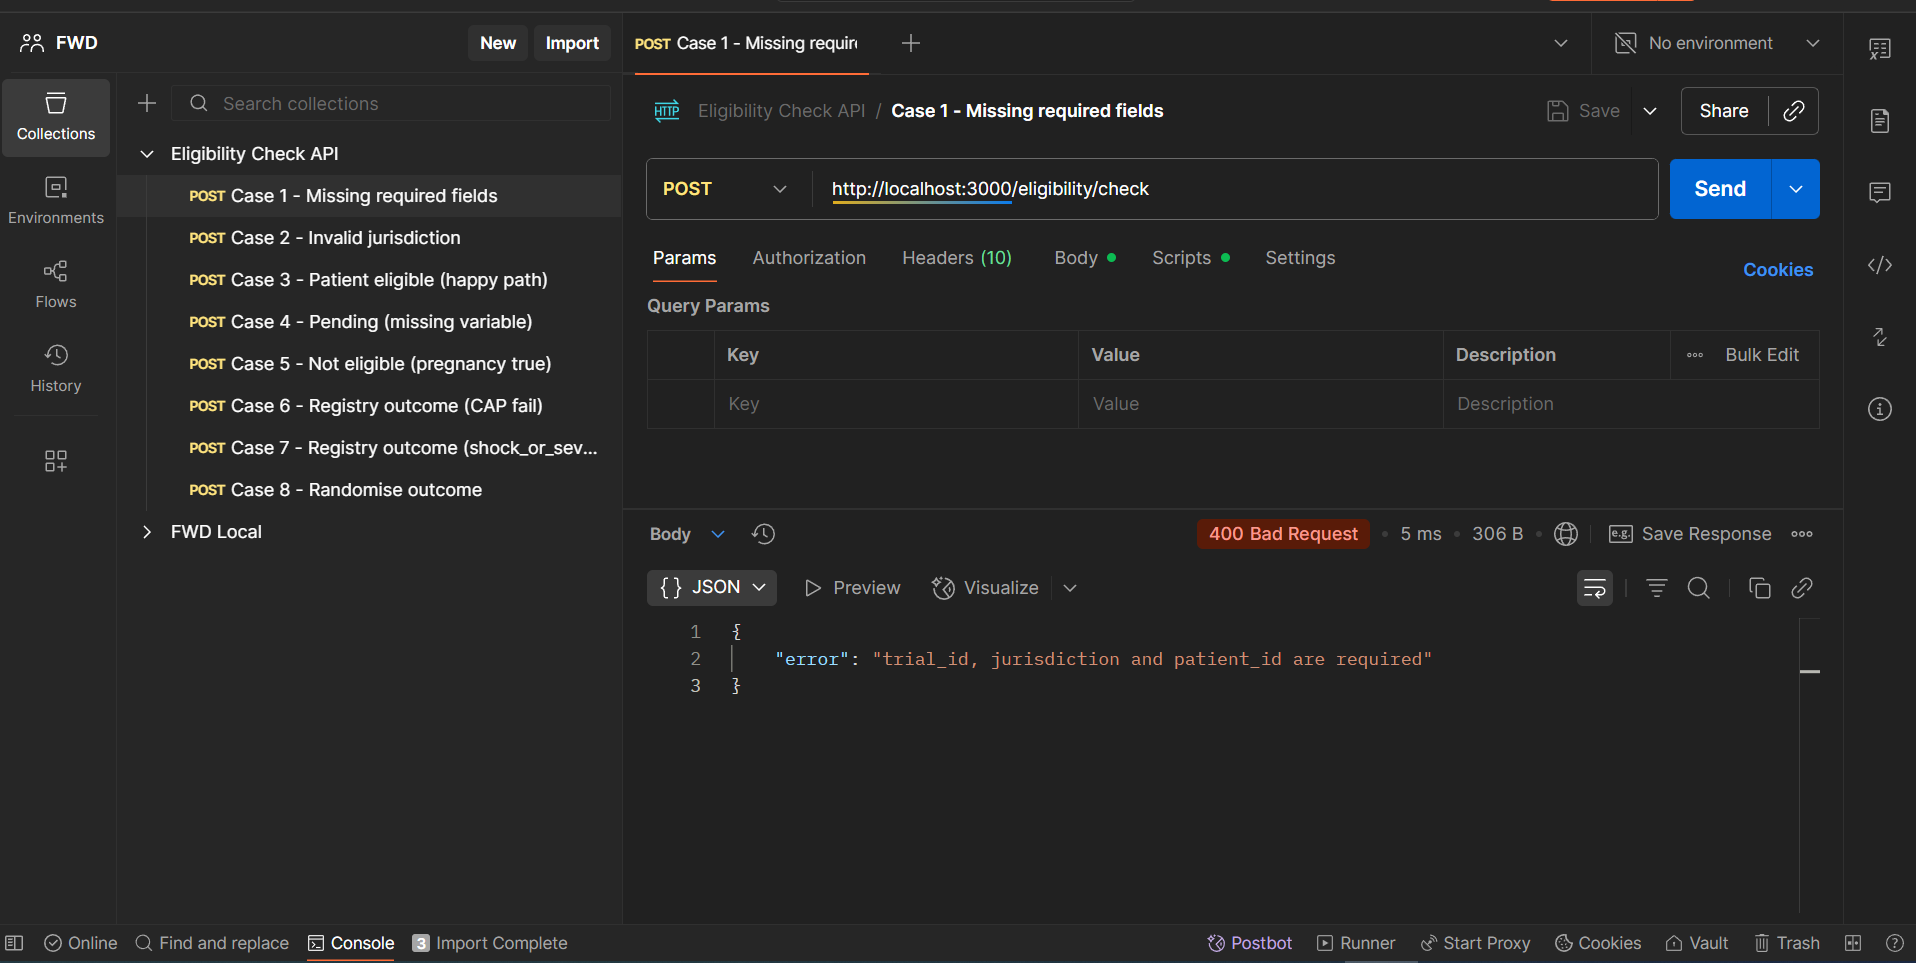 FWD
New
Import
POST Case 1 - Missing requir
No environment
Collections
Search collections
Eligibility Check API / Case 1 - Missing required fields
Save
Share
Eligibility Check API
POST Case 1 - Missing required fields
POST Case 2 - Invalid jurisdiction
POST Case 3 - Patient eligible (happy path)
POST Case 4 - Pending (missing variable)
POST Case 5 - Not eligible (pregnancy true)
POST Case 6 - Registry outcome (CAP fail)
POST Case 7 - Registry outcome (shock_or_sev...
POST Case 8 - Randomise outcome
FWD Local
Environments
Flows
History
HTTP
POST
http://localhost:3000/eligibility/check
Send
Params
Authorization
Headers (10)
Body
Scripts
Settings
Cookies
Query Params
Key
Value
Description
Bulk Edit
Key
Value
Description
Body
400 Bad Request
5 ms
306 B
e.g.
Save Response
{} JSON
Preview
Visualize
1 {
2 "error": "trial_id, jurisdiction and patient_id are required"
3 }
Online
Find and replace
Console
3 Import Complete
Postbot
Runner
Start Proxy
Cookies
Vault
Trash